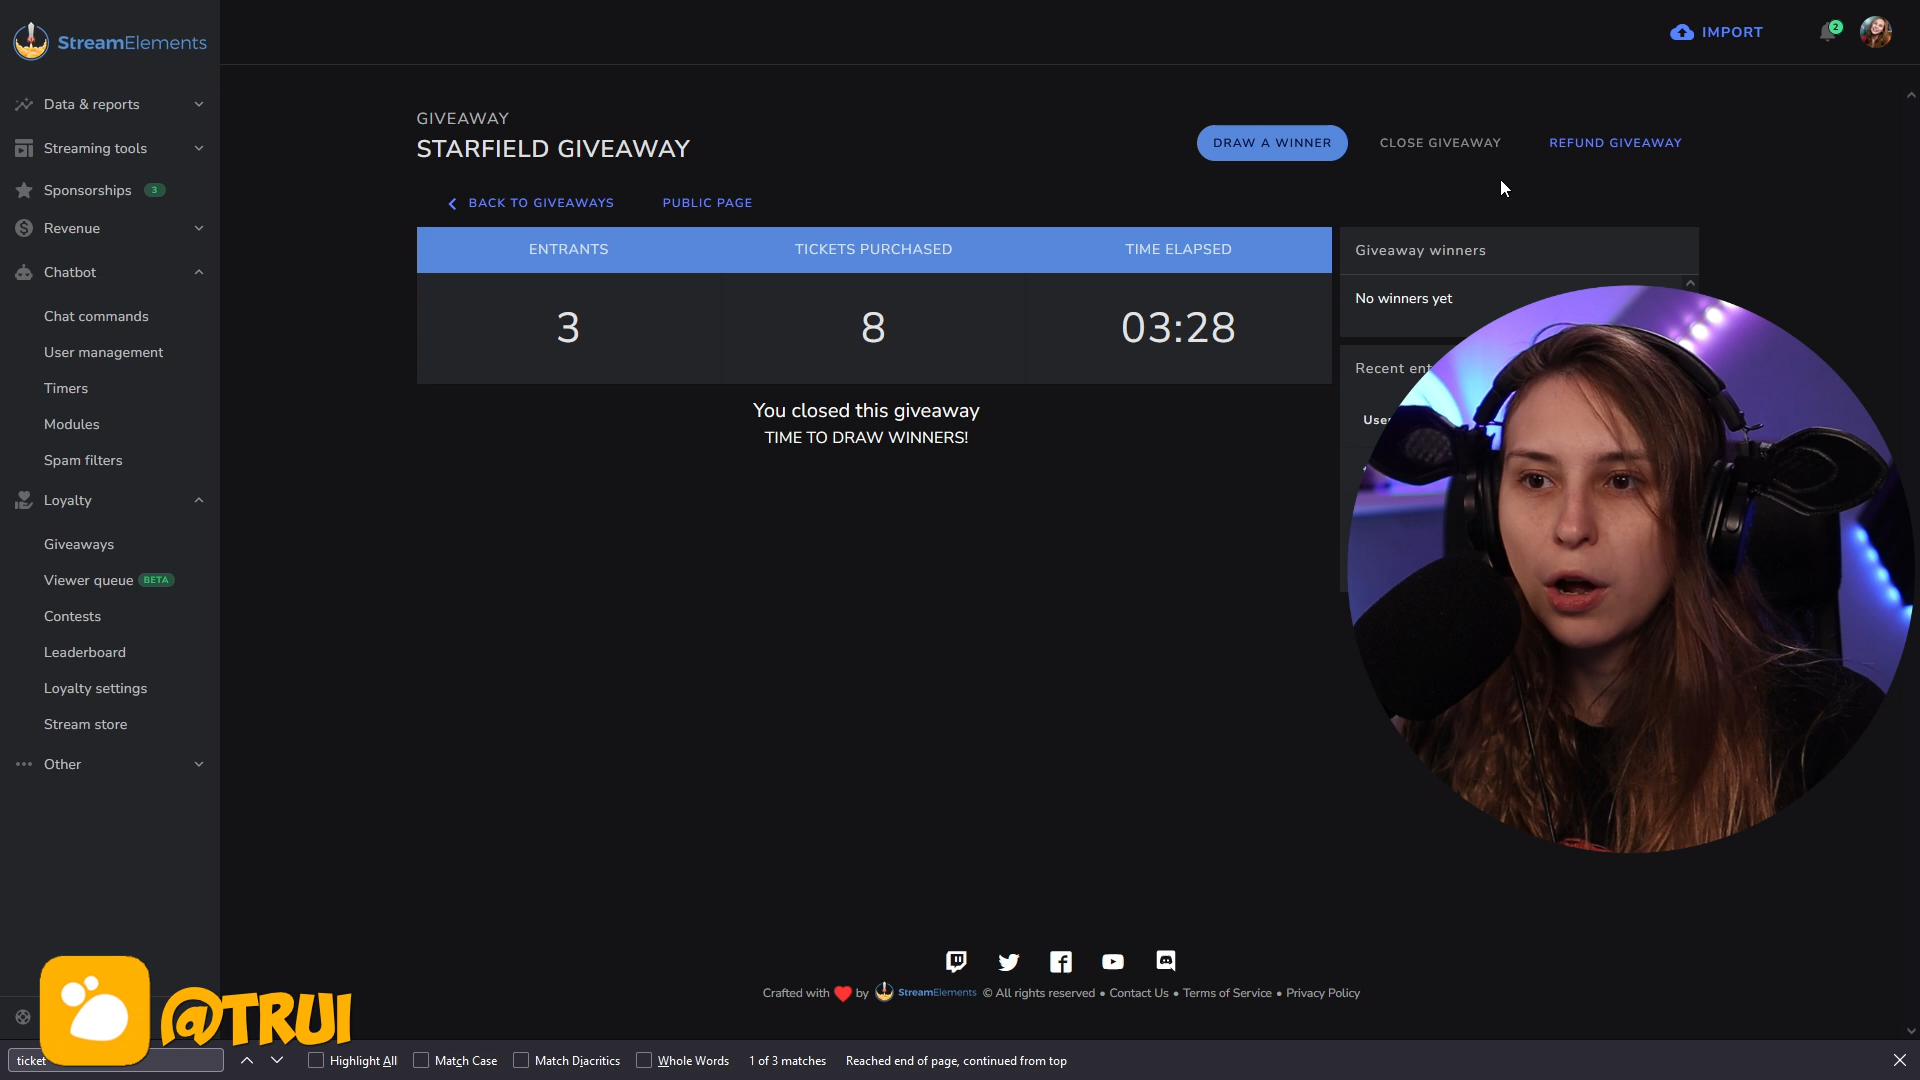 StreamElements
IMPORT
2
Data & reports
Streaming tools
Sponsorships 3
Revenue
Chatbot
Chat commands
User management
Timers
Modules
Spam filters
Loyalty
Giveaways
Viewer queue BETA
Contests
Leaderboard
Loyalty settings
Stream store
Other
GIVEAWAY
STARFIELD GIVEAWAY
DRAW A WINNER CLOSE GIVEAWAY REFUND GIVEAWAY
BACK TO GIVEAWAYS PUBLIC PAGE
ENTRANTS TICKETS PURCHASED TIME ELAPSED
3 8 03:28
You closed this giveaway
TIME TO DRAW WINNERS!
Giveaway winners
No winners yet
Recent
Crafted with by StreamElements © All rights reserved • Contact Us • Terms of Service • Privacy Policy
@TRUI
ticket Highlight All Match Case Match Diacritics Whole Words 1 of 3 matches Reached end of page, continued from top